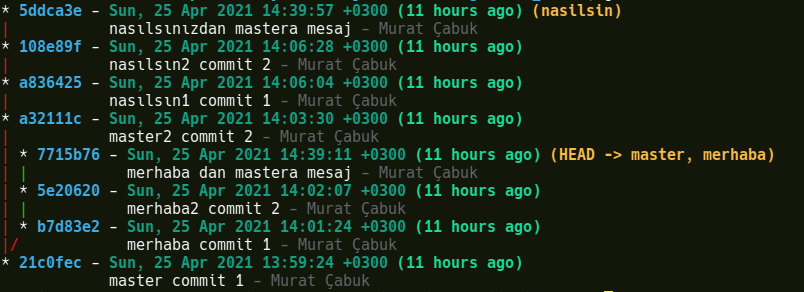 * 5ddca3e - Sun, 25 Apr 2021 14:39:57 +0300 (11 hours ago) (nasılsın)
| nasılsınızdan mastera mesaj - Murat Çabuk
* 108e89f - Sun, 25 Apr 2021 14:06:28 +0300 (11 hours ago)
| nasılsın2 commit 2 - Murat Çabuk
* a836425 - Sun, 25 Apr 2021 14:06:04 +0300 (11 hours ago)
| nasılsın1 commit 1 - Murat Çabuk
* a32111c - Sun, 25 Apr 2021 14:03:30 +0300 (11 hours ago)
| master2 commit 2 - Murat Çabuk
| * 7715b76 - Sun, 25 Apr 2021 14:39:11 +0300 (11 hours ago) (HEAD -> master, merhaba)
| | merhaba dan mastera mesaj - Murat Çabuk
| * 5e20620 - Sun, 25 Apr 2021 14:02:07 +0300 (11 hours ago)
| | merhaba2 commit 2 - Murat Çabuk
| * b7d83e2 - Sun, 25 Apr 2021 14:01:24 +0300 (11 hours ago)
|/ merhaba commit 1 - Murat Çabuk
* 21c0fec - Sun, 25 Apr 2021 13:59:24 +0300 (11 hours ago)
master commit 1 - Murat Çabuk